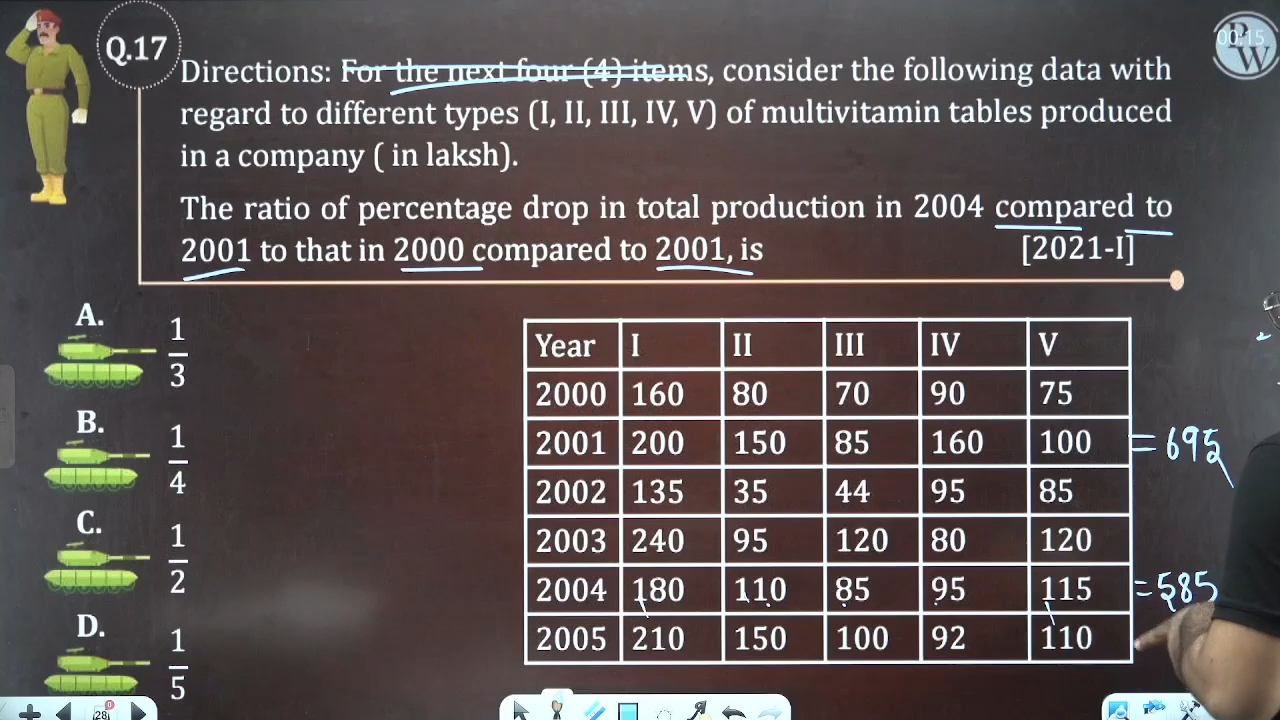 Q.17
00:15
PW
Directions: For the next four (4) items, consider the following data with
regard to different types (I, II, III, IV, V) of multivitamin tables produced
in a company ( in laksh).
The ratio of percentage drop in total production in 2004 compared to
2001 to that in 2000 compared to 2001, is [2021-I]
A. 1/3
B. 1/4
C. 1/2
D. 1/5
Year I II III IV V
2000 160 80 70 90 75
2001 200 150 85 160 100 = 695
2002 135 35 44 95 85
2003 240 95 120 80 120
2004 180 110 85 95 115 = 585
2005 210 150 100 92 110
28